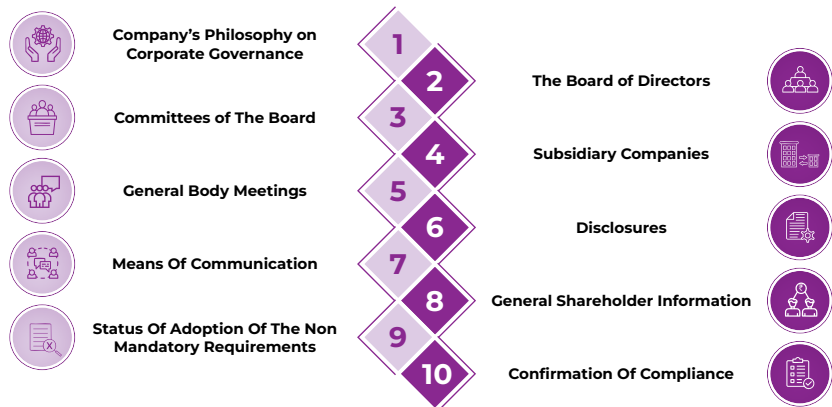 Company's Philosophy on
Corporate Governance
1
2
The Board of Directors
Committees of The Board
3
4
Subsidiary Companies
General Body Meetings
5
6
Disclosures
Means Of Communication
7
8
General Shareholder Information
Status Of Adoption Of The Non
Mandatory Requirements
9
10
Confirmation Of Compliance